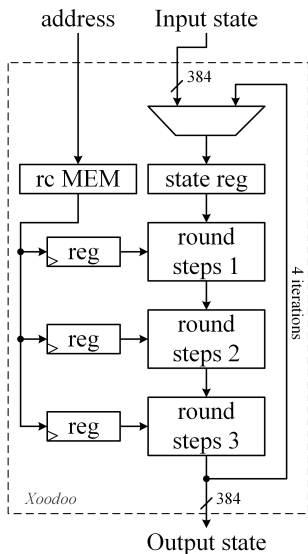 address
Input state
384
rc MEM
state reg
reg
round
steps 1
4 iterations
reg
round
steps 2
reg
round
steps 3
Xoodoo
384
Output state